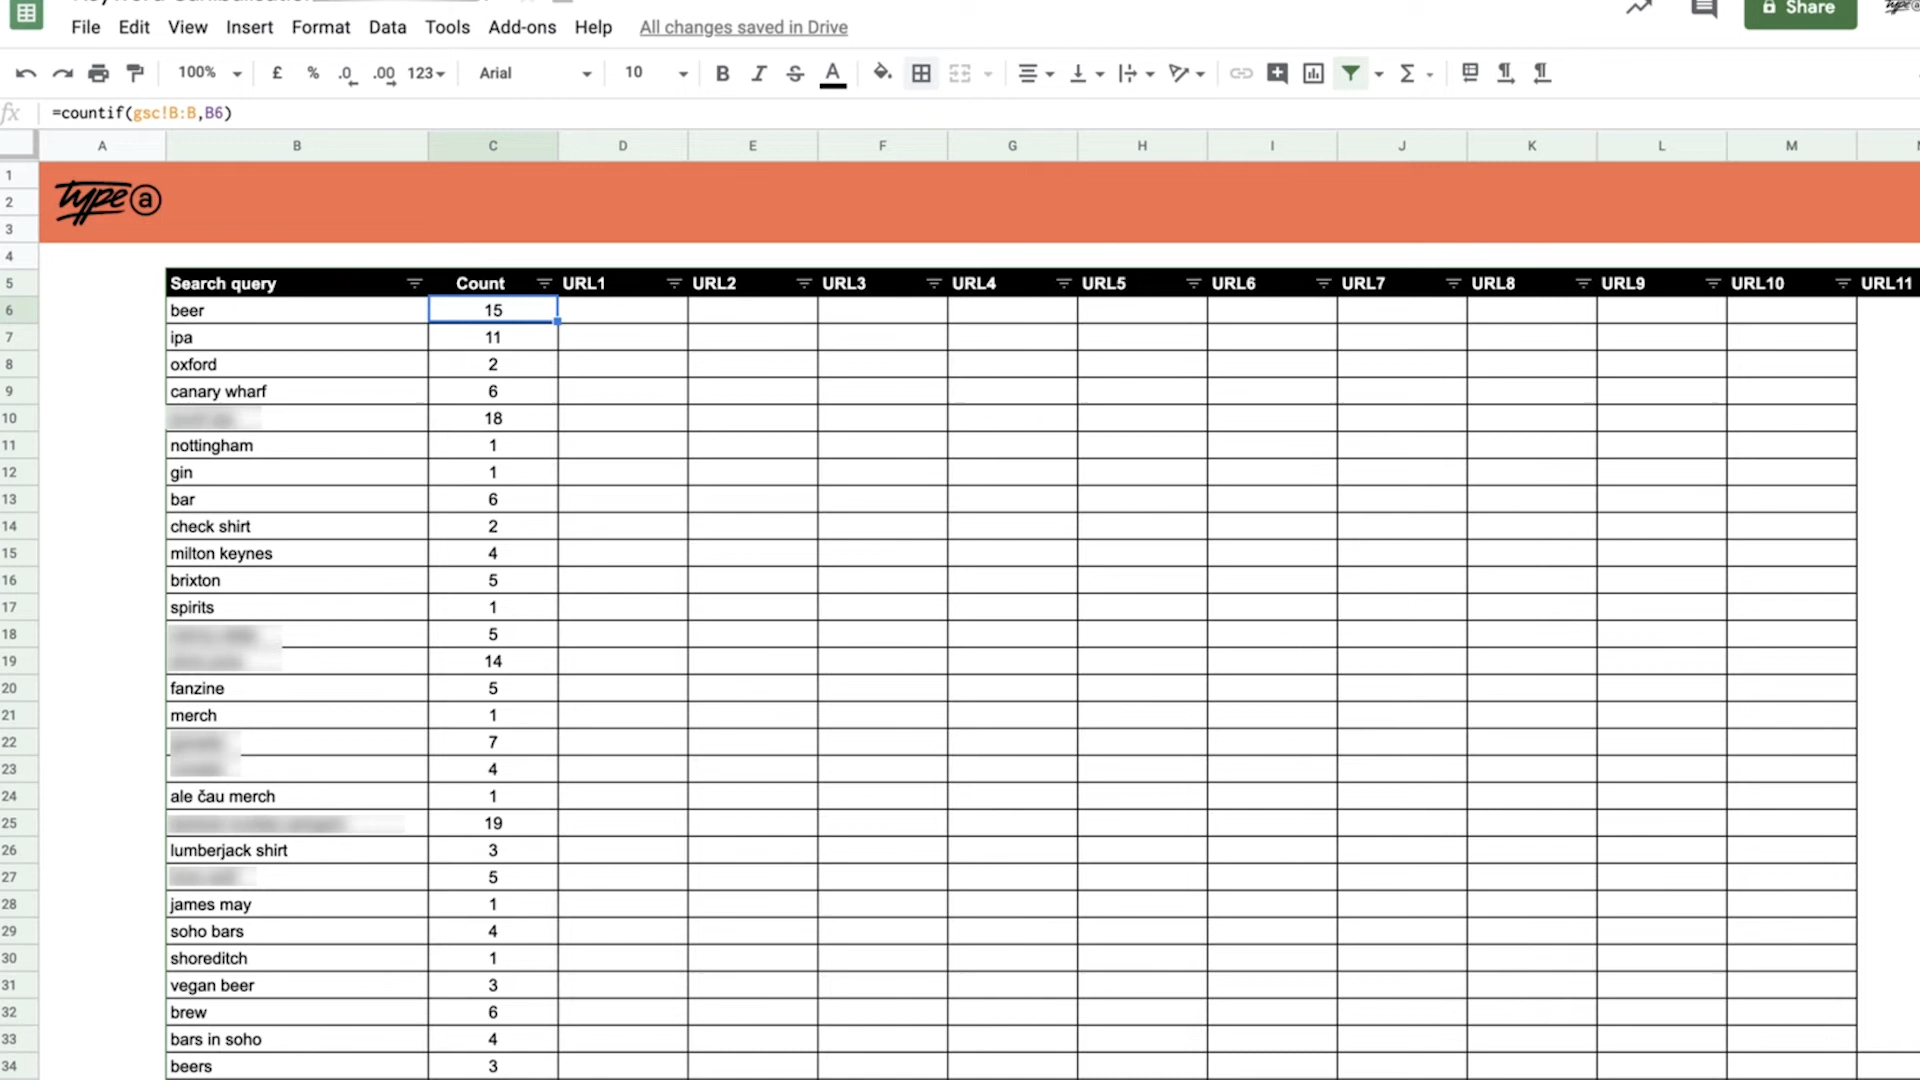 File Edit View Insert Format Data Tools Add-ons Help All changes saved in Drive Share
100% £ % .0 .00 123 Arial 10 B I S A Σ
fx =countif(gsc!B:B,B6)
A B C D E F G H I J K L M
1
2 type a
3
4
5 Search query Count URL1 URL2 URL3 URL4 URL5 URL6 URL7 URL8 URL9 URL10 URL11
6 beer 15
7 ipa 11
8 oxford 2
9 canary wharf 6
10 18
11 nottingham 1
12 gin 1
13 bar 6
14 check shirt 2
15 milton keynes 4
16 brixton 5
17 spirits 1
18 5
19 14
20 fanzine 5
21 merch 1
22 7
23 4
24 ale čau merch 1
25 19
26 lumberjack shirt 3
27 5
28 james may 1
29 soho bars 4
30 shoreditch 1
31 vegan beer 3
32 brew 6
33 bars in soho 4
34 beers 3